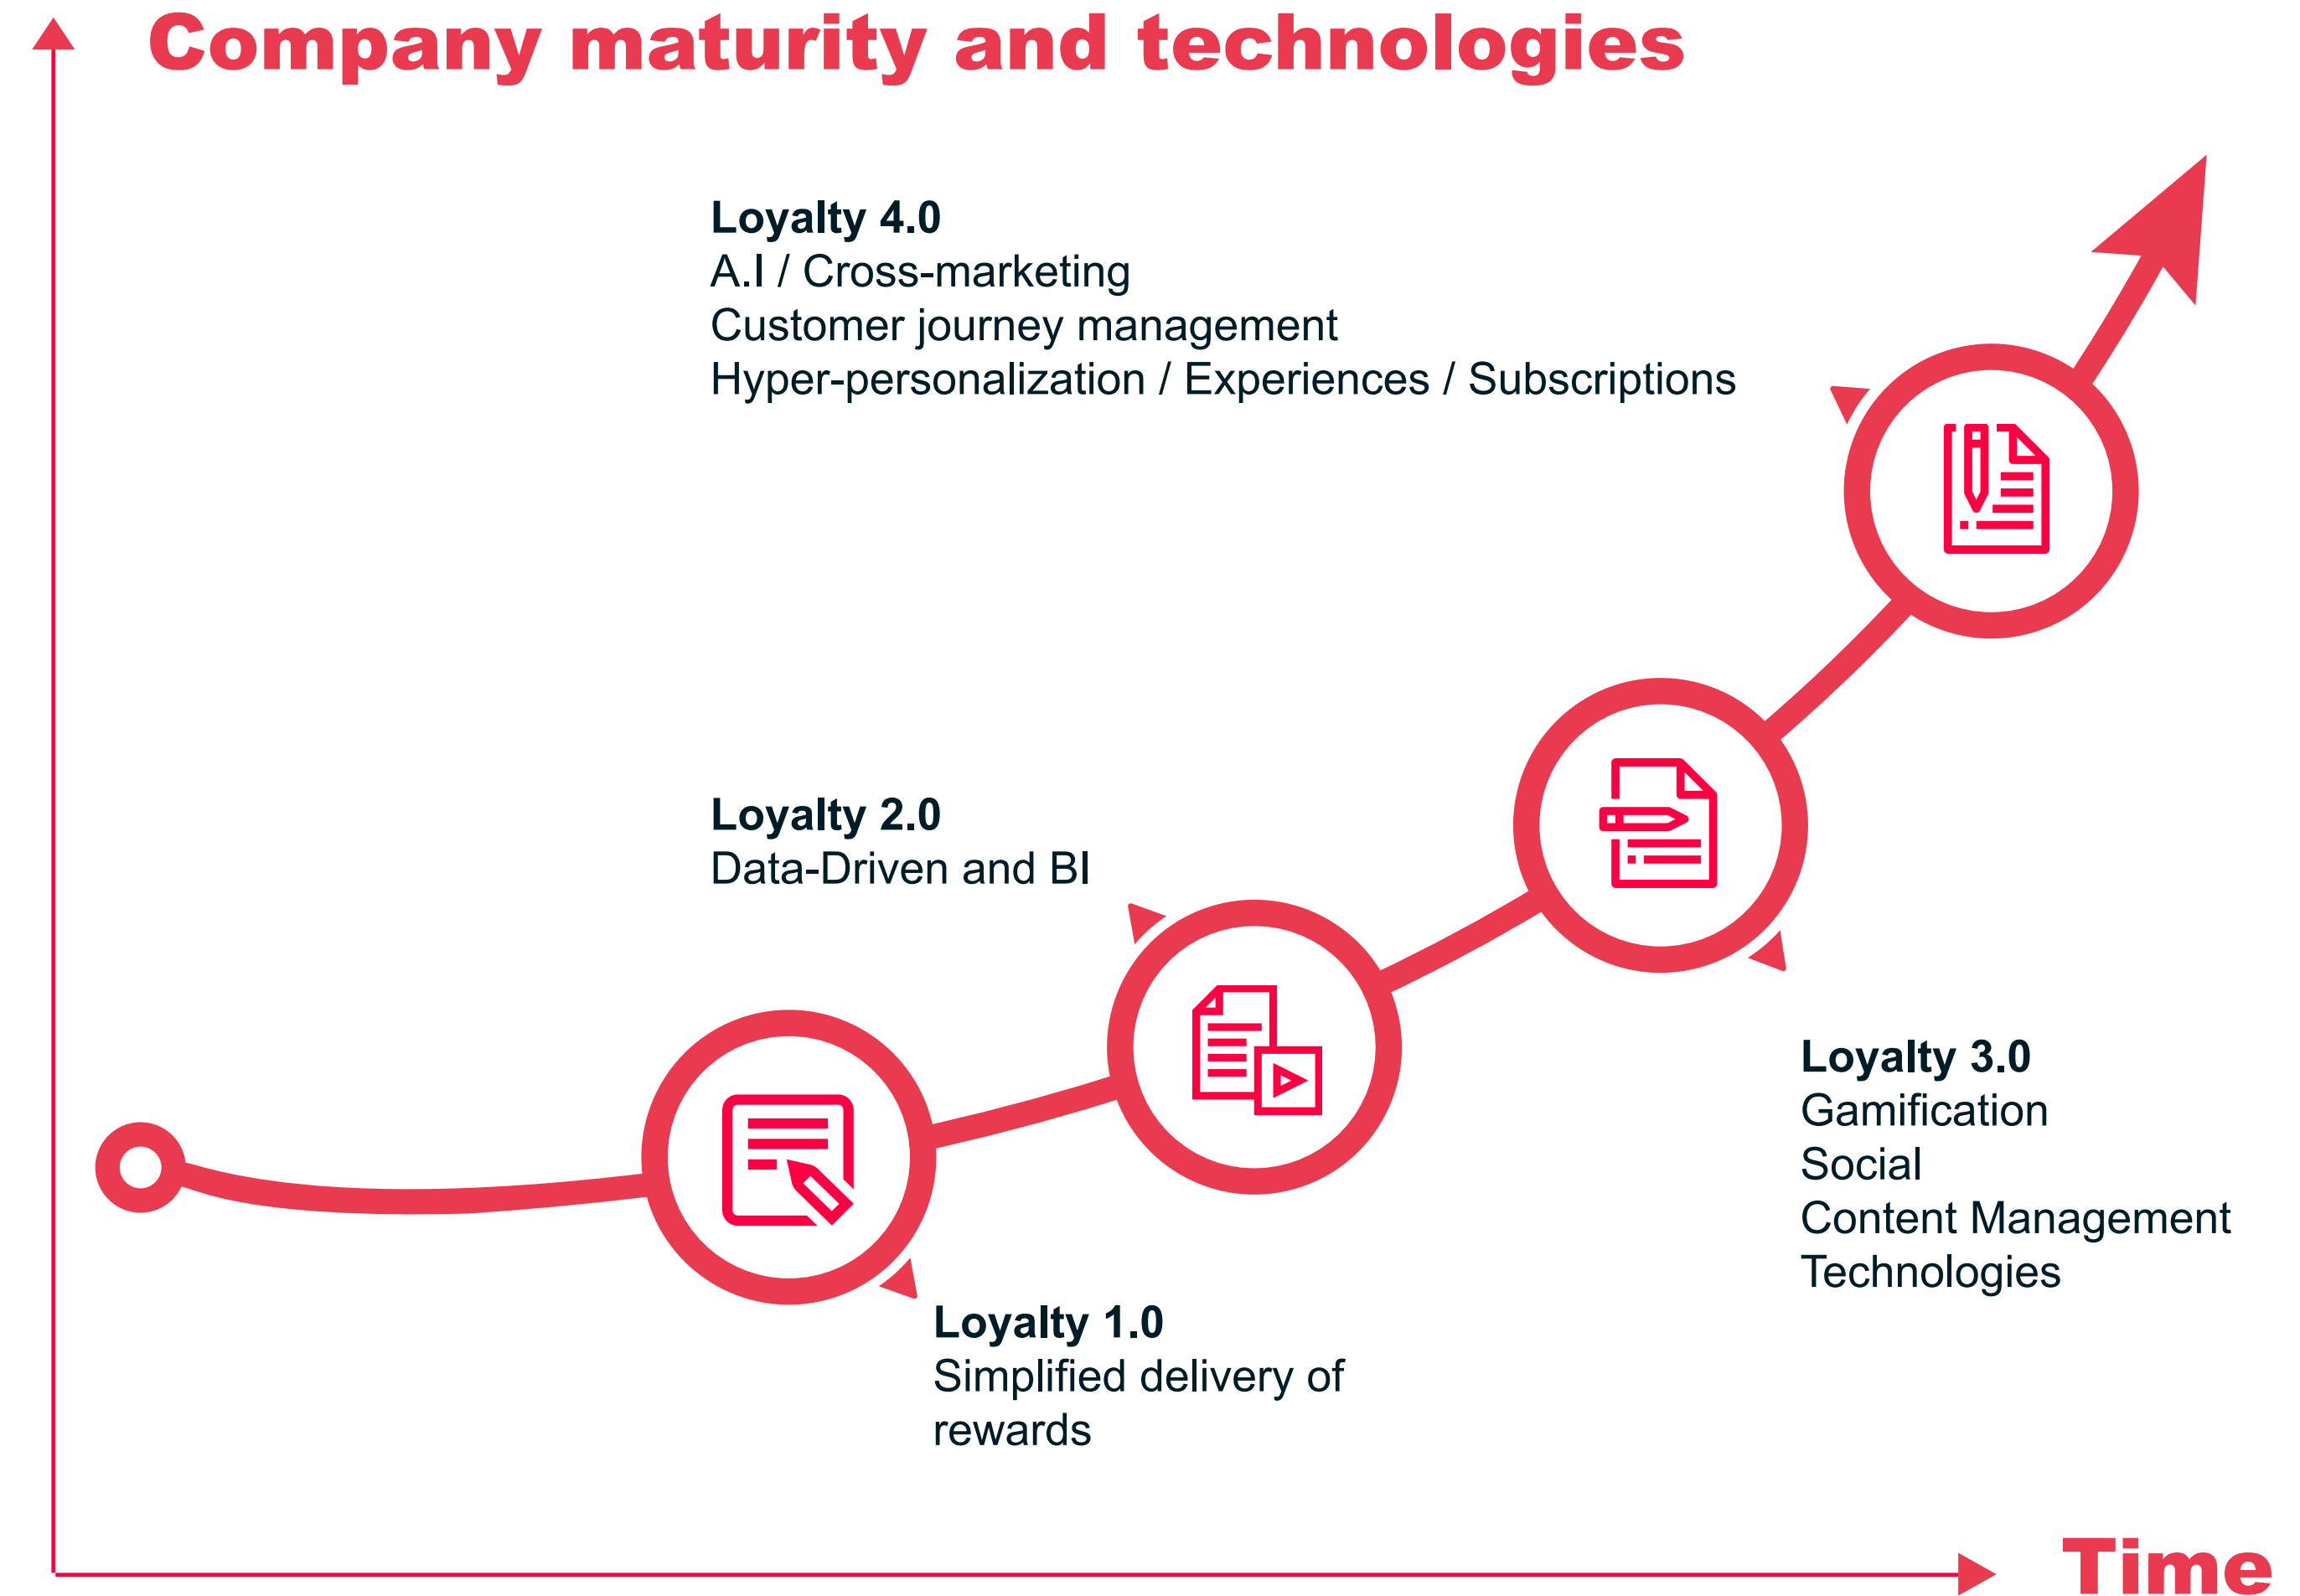 Company maturity and technologies
Loyalty 4.0
A.I / Cross-marketing
Customer journey management
Hyper-personalization / Experiences / Subscriptions
Loyalty 2.0
Data-Driven and BI
Loyalty 3.0
Gamification
Social
Content Management
Technologies
Loyalty 1.0
Simplified delivery of
rewards
Time